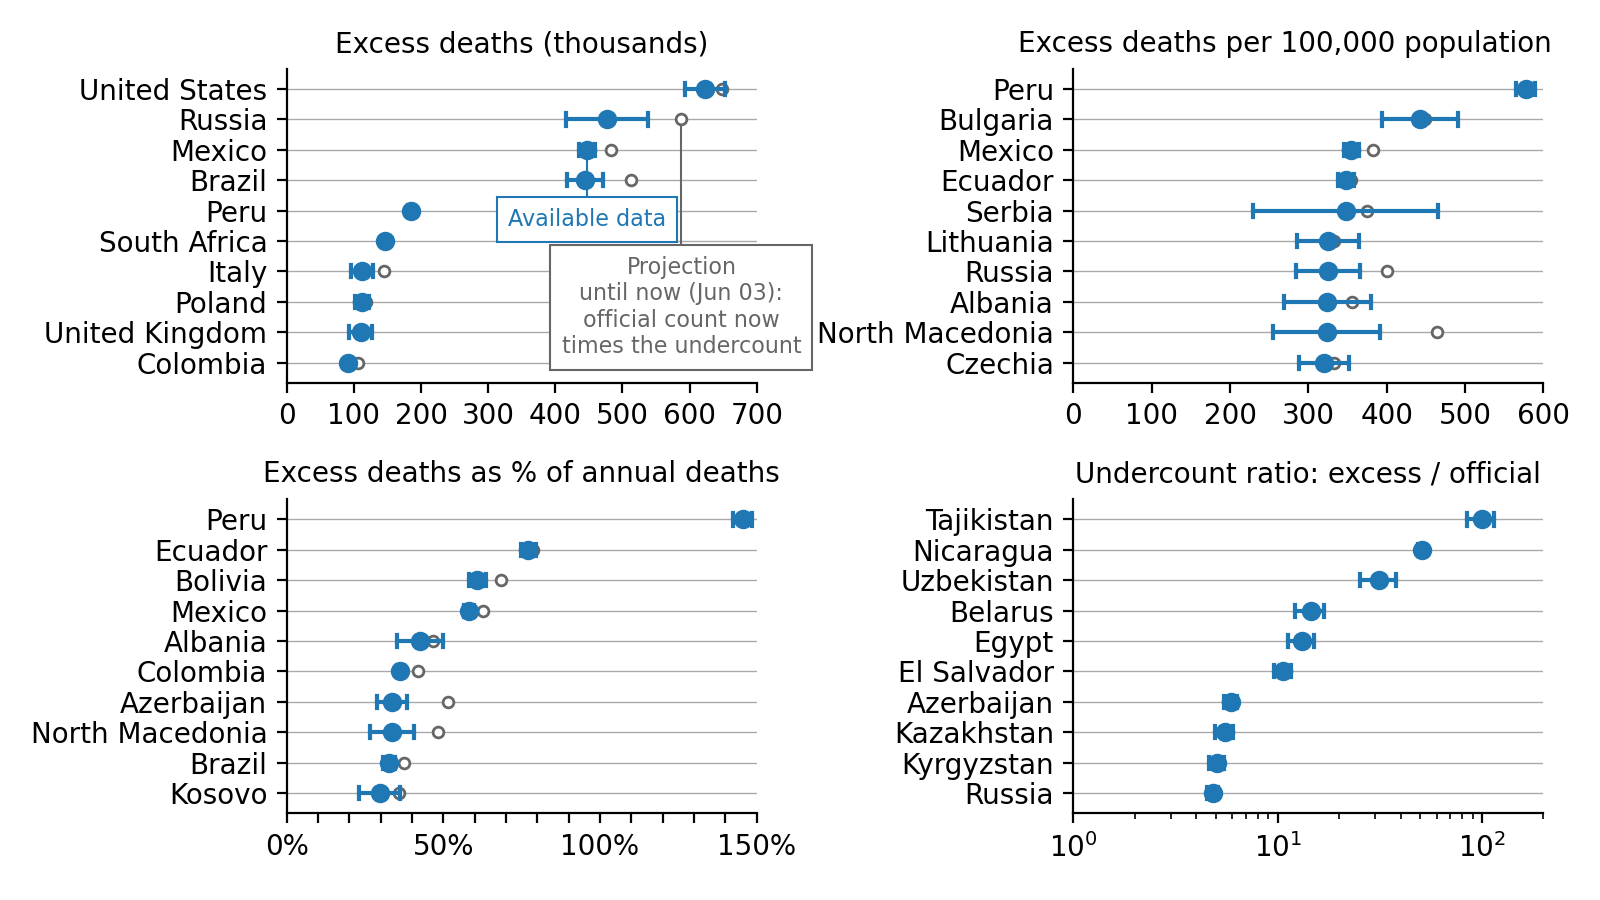 Excess deaths (thousands)
United States
Russia
Mexico
Brazil
Peru
South Africa
Italy
Poland
United Kingdom
Colombia
Available data
Projection
until now (Jun 03):
official count now
times the undercount
0 100 200 300 400 500 600 700
Excess deaths per 100,000 population
Peru
Bulgaria
Mexico
Ecuador
Serbia
Lithuania
Russia
Albania
North Macedonia
Czechia
0 100 200 300 400 500 600
Excess deaths as % of annual deaths
Peru
Ecuador
Bolivia
Mexico
Albania
Colombia
Azerbaijan
North Macedonia
Brazil
Kosovo
0% 50% 100% 150%
Undercount ratio: excess / official
Tajikistan
Nicaragua
Uzbekistan
Belarus
Egypt
El Salvador
Azerbaijan
Kazakhstan
Kyrgyzstan
Russia
10⁰ 10¹ 10²